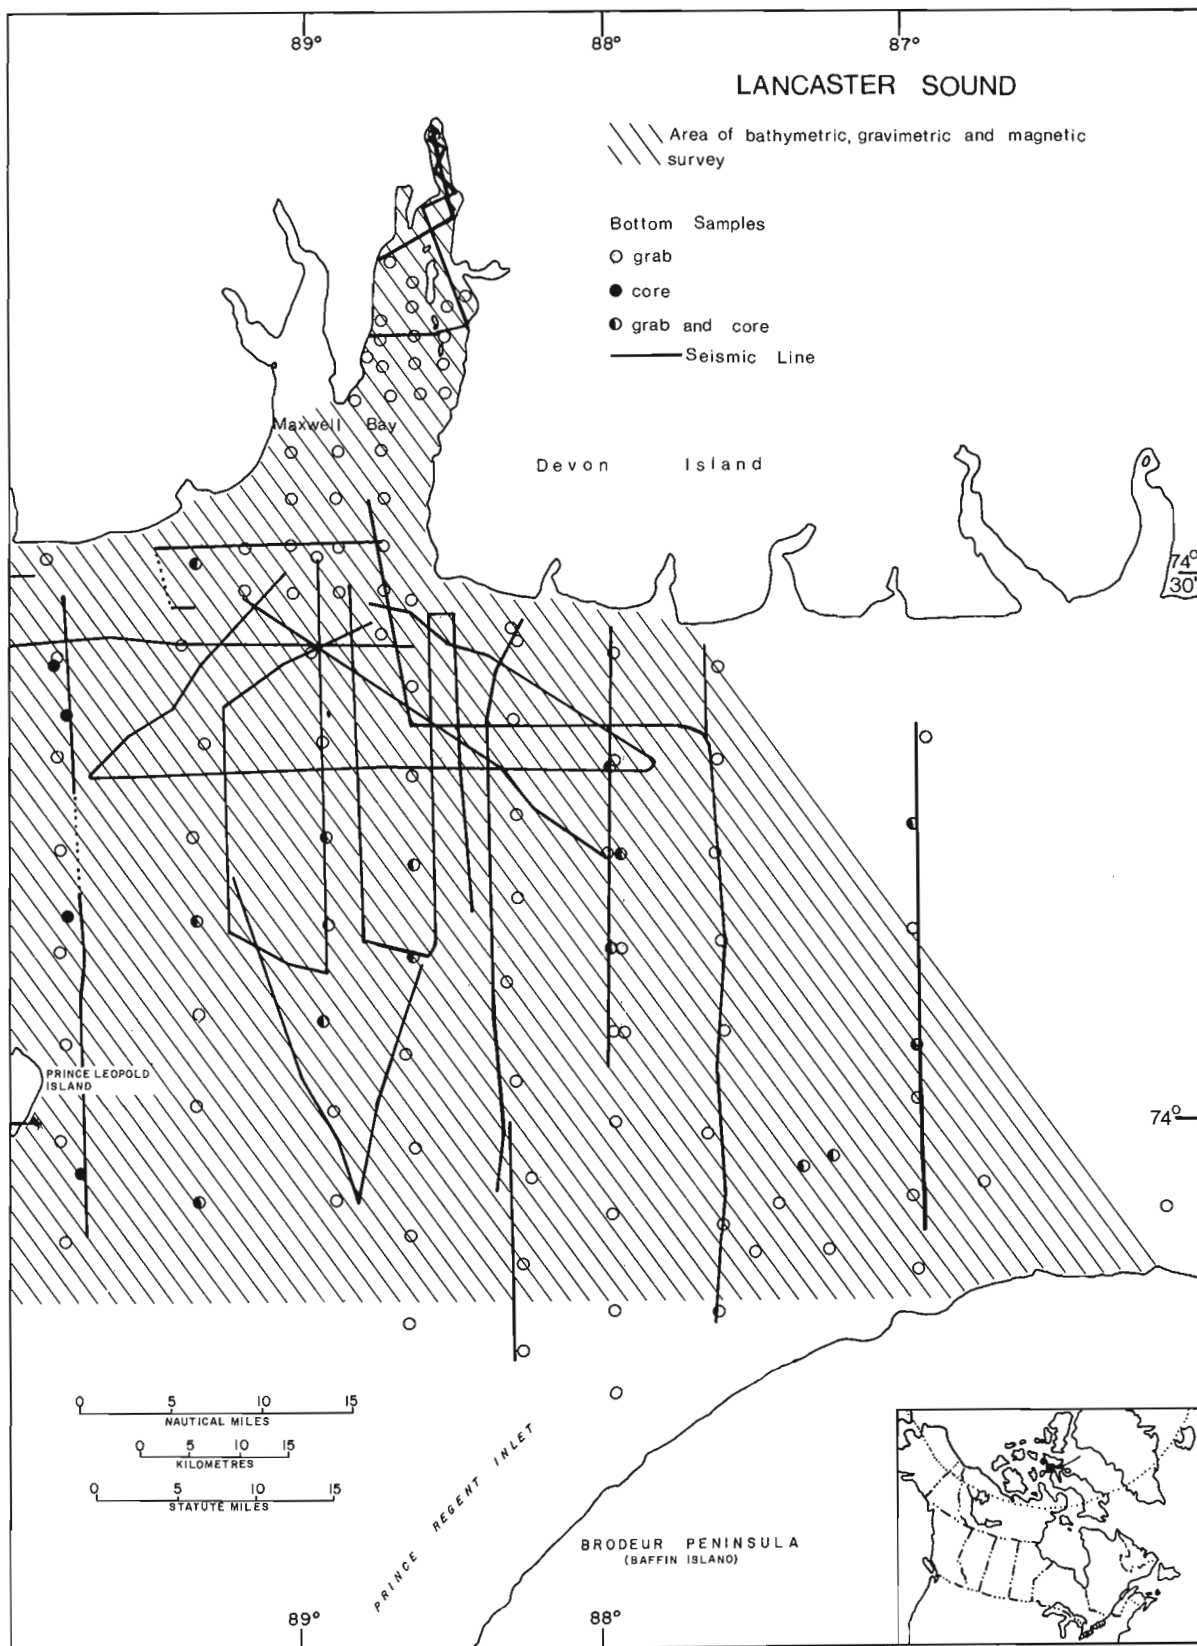 89° 88° 87°
LANCASTER SOUND
Area of bathymetric, gravimetric and magnetic
survey
Bottom Samples
grab
core
grab and core
Seismic Line
Maxwell Bay
Devon Island
74°
30'
PRINCE LEOPOLD
ISLAND
74°
0 5 10 15
NAUTICAL MILES
0 5 10 15
KILOMETRES
0 5 10 15
STATUTE MILES
PRINCE REGENT INLET
BRODEUR PENINSULA
(BAFFIN ISLAND)
89° 88°